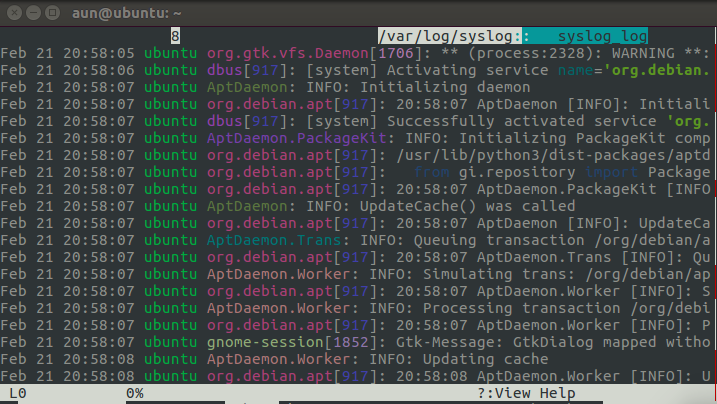 aun@ubuntu: ~
8 /var/log/syslog:: syslog_log
Feb 21 20:58:05 ubuntu org.gtk.vfs.Daemon[1706]: ** (process:2328): WARNING **:
Feb 21 20:58:06 ubuntu dbus[917]: [system] Activating service name='org.debian.
Feb 21 20:58:07 ubuntu AptDaemon: INFO: Initializing daemon
Feb 21 20:58:07 ubuntu org.debian.apt[917]: 20:58:07 AptDaemon [INFO]: Initiali
Feb 21 20:58:07 ubuntu dbus[917]: [system] Successfully activated service 'org.
Feb 21 20:58:07 ubuntu AptDaemon.PackageKit: INFO: Initializing PackageKit comp
Feb 21 20:58:07 ubuntu org.debian.apt[917]: /usr/lib/python3/dist-packages/aptd
Feb 21 20:58:07 ubuntu org.debian.apt[917]:   from gi.repository import Package
Feb 21 20:58:07 ubuntu org.debian.apt[917]: 20:58:07 AptDaemon.PackageKit [INFO
Feb 21 20:58:07 ubuntu AptDaemon: INFO: UpdateCache() was called
Feb 21 20:58:07 ubuntu org.debian.apt[917]: 20:58:07 AptDaemon [INFO]: UpdateCa
Feb 21 20:58:07 ubuntu AptDaemon.Trans: INFO: Queuing transaction /org/debian/a
Feb 21 20:58:07 ubuntu org.debian.apt[917]: 20:58:07 AptDaemon.Trans [INFO]: Qu
Feb 21 20:58:07 ubuntu AptDaemon.Worker: INFO: Simulating trans: /org/debian/ap
Feb 21 20:58:07 ubuntu org.debian.apt[917]: 20:58:07 AptDaemon.Worker [INFO]: S
Feb 21 20:58:07 ubuntu AptDaemon.Worker: INFO: Processing transaction /org/debi
Feb 21 20:58:07 ubuntu org.debian.apt[917]: 20:58:07 AptDaemon.Worker [INFO]: P
Feb 21 20:58:07 ubuntu gnome-session[1852]: Gtk-Message: GtkDialog mapped witho
Feb 21 20:58:08 ubuntu AptDaemon.Worker: INFO: Updating cache
Feb 21 20:58:08 ubuntu org.debian.apt[917]: 20:58:08 AptDaemon.Worker [INFO]: U
L0 0% ?:View Help